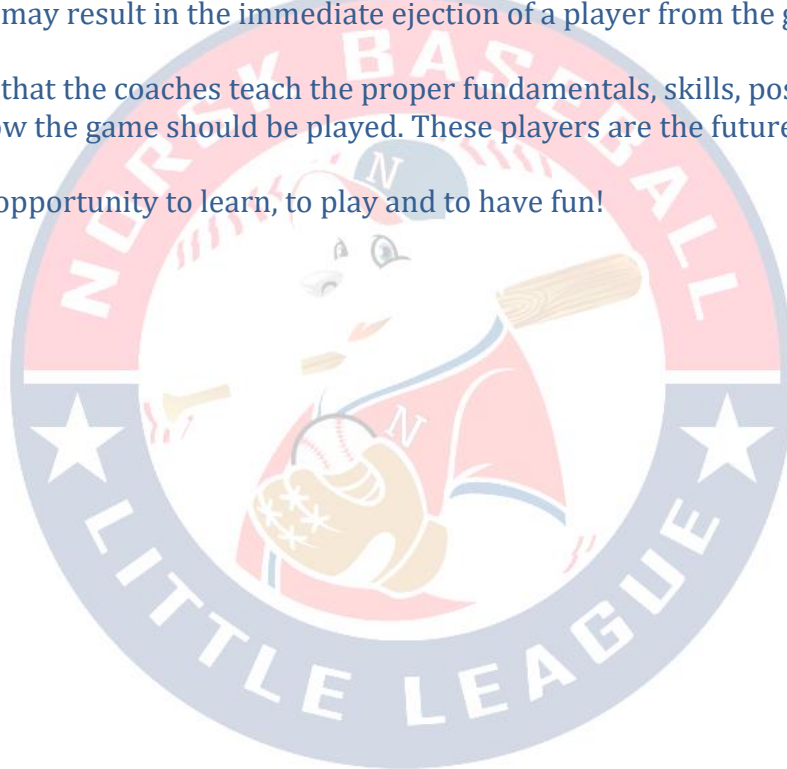 may result in the immediate ejection of a player from the g
that the coaches teach the proper fundamentals, skills, pos
ow the game should be played. These players are the future
opportunity to learn, to play and to have fun!
NORSK BASEBALL
N
N
LITTLE LEAGUE